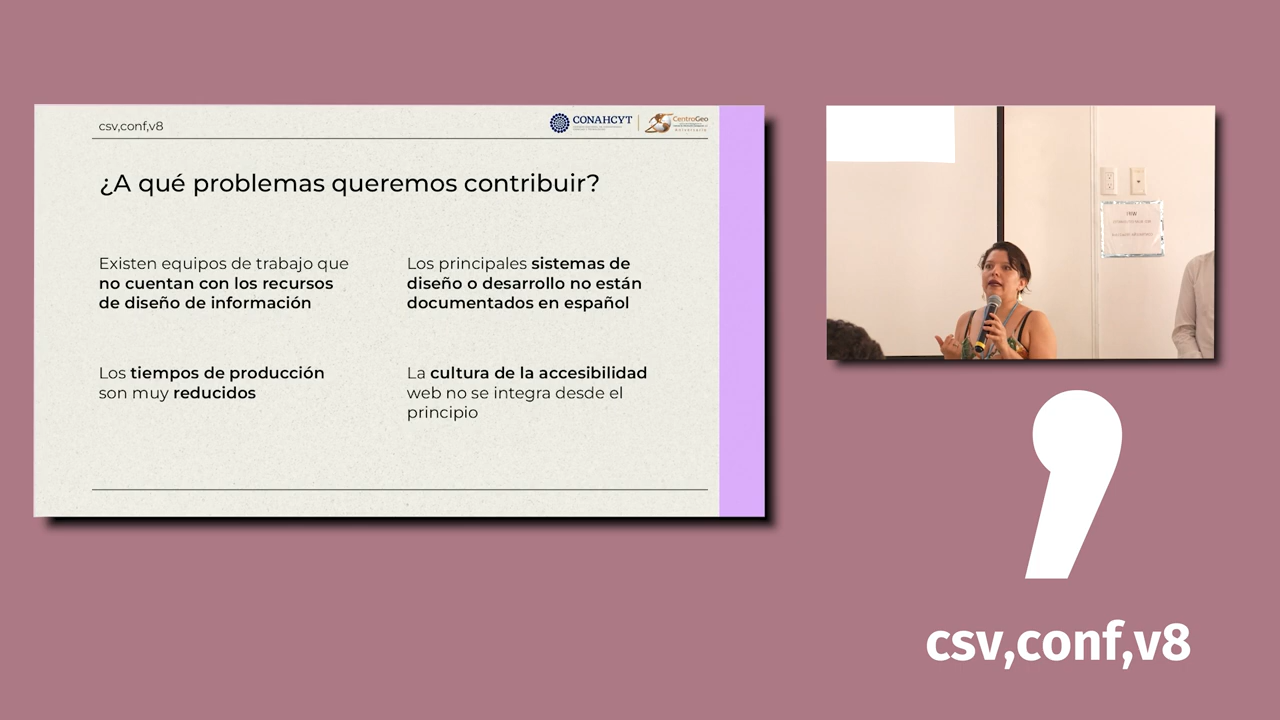 csv,conf,v8
CONAHCYT
CentroGeo
¿A qué problemas queremos contribuir?
Existen equipos de trabajo que
no cuentan con los recursos
de diseño de información
Los principales sistemas de
diseño o desarrollo no están
documentados en español
Los tiempos de producción
son muy reducidos
La cultura de la accesibilidad
web no se integra desde el
principio
csv,conf,v8